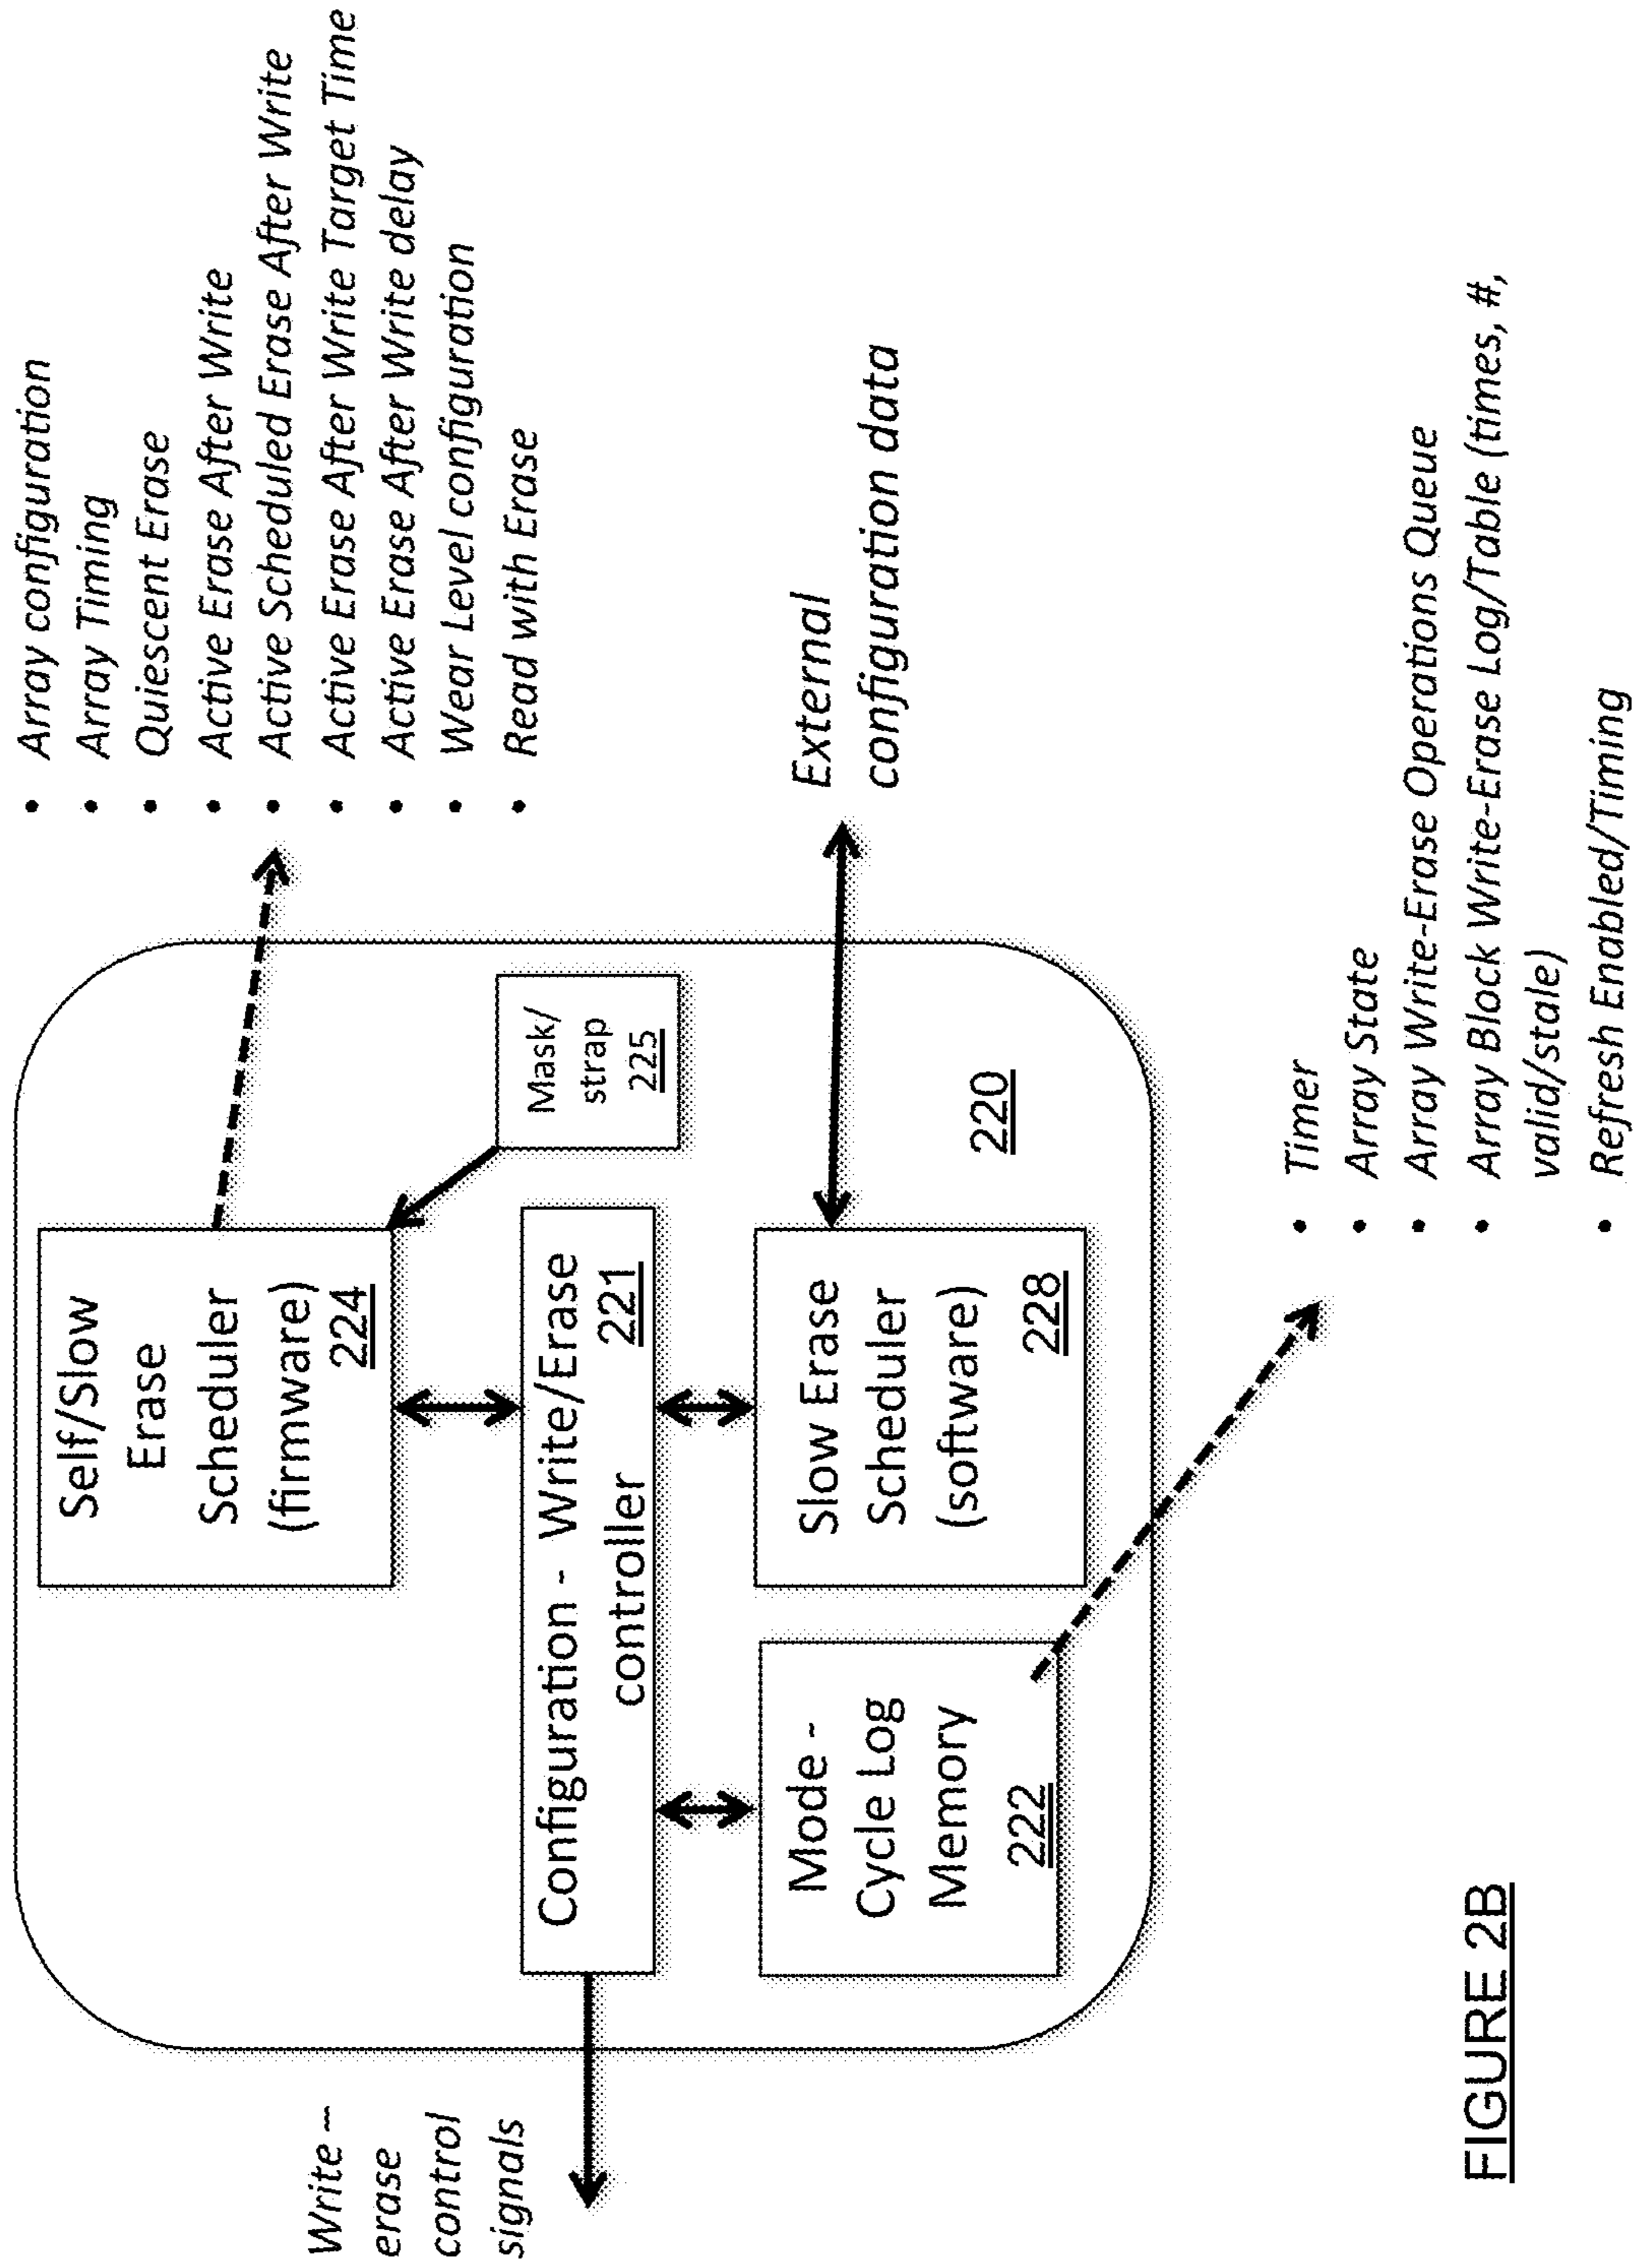 Write –
erase
control
signals
Self/Slow
Erase
Scheduler
(firmware)
224
Mask/
strap
225
Configuration - Write/Erase
controller 221
Mode -
Cycle Log
Memory
222
Slow Erase
Scheduler
(software)
228
220
• Array configuration
• Array Timing
• Quiescent Erase
• Active Erase After Write
• Active Scheduled Erase After Write
• Active Erase After Write Target Time
• Active Erase After Write delay
• Wear Level configuration
• Read with Erase
External
configuration data
• Timer
• Array State
• Array Write-Erase Operations Queue
• Array Block Write-Erase Log/Table (times, #,
valid/stale)
• Refresh Enabled/Timing
FIGURE 2B